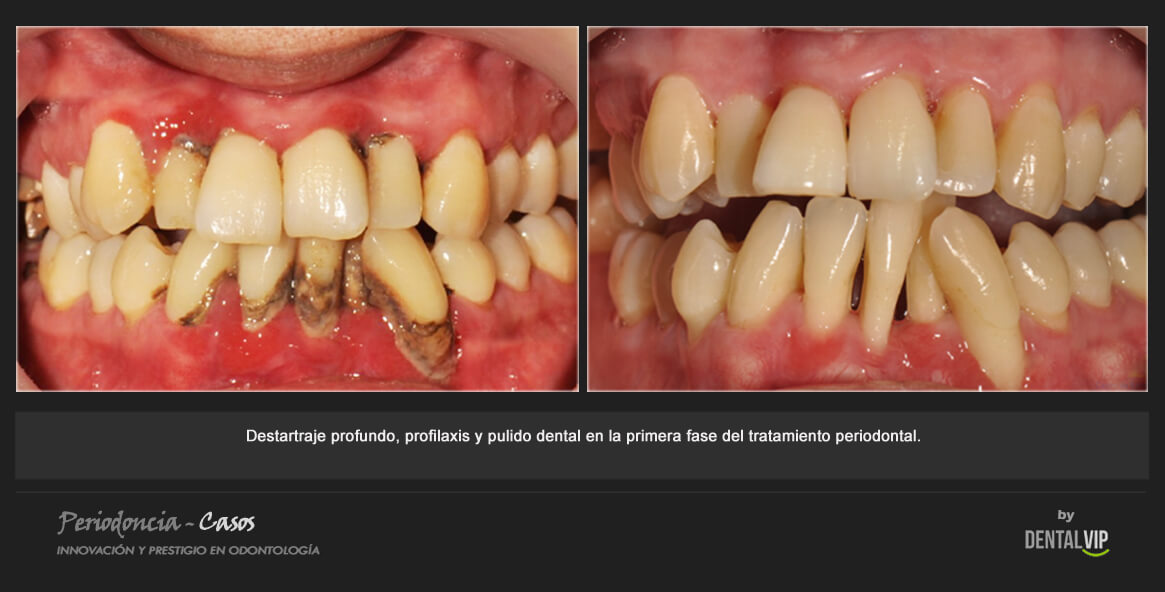 Destartraje profundo, profilaxis y pulido dental en la primera fase del tratamiento periodontal.
Periodoncia - Casos
INNOVACIÓN Y PRESTIGIO EN ODONTOLOGÍA
by
DENTALVIP